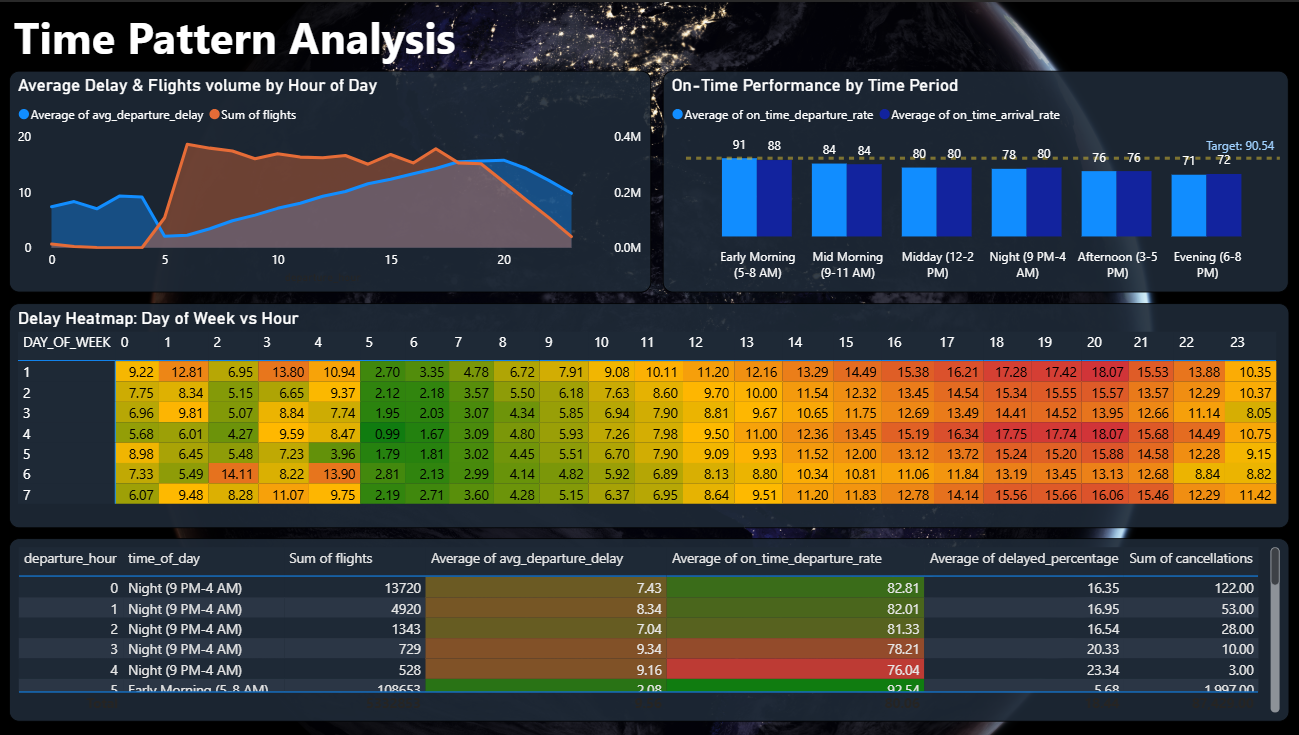 Time Pattern Analysis
Average Delay & Flights volume by Hour of Day
Average of avg_departure_delay Sum of flights
20 0.4M
10 0.2M
0 0.0M
0 5 10 15 20
On-Time Performance by Time Period
Average of on_time_departure_rate Average of on_time_arrival_rate
Target: 90.54
91 88 84 84 80 80 78 80 76 76 71 72
Early Morning Mid Morning Midday (12-2 Night (9 PM-4 Afternoon (3-5 Evening (6-8
(5-8 AM) (9-11 AM) PM) AM) PM) PM)
Delay Heatmap: Day of Week vs Hour
DAY_OF_WEEK 0 1 2 3 4 5 6 7 8 9 10 11 12 13 14 15 16 17 18 19 20 21 22 23
1 9.22 12.81 6.95 13.80 10.94 2.70 3.35 4.78 6.72 7.91 9.08 10.11 11.20 12.16 13.29 14.49 15.38 16.21 17.28 17.42 18.07 15.53 13.88 10.35
2 7.75 8.34 5.15 6.65 9.37 2.12 2.18 3.57 5.50 6.18 7.63 8.60 9.70 10.00 11.54 12.32 13.45 14.54 15.34 15.55 15.57 13.57 12.29 10.37
3 6.96 9.81 5.07 8.84 7.74 1.95 2.03 3.07 4.34 5.85 6.94 7.90 8.81 9.67 10.65 11.75 12.69 13.49 14.41 14.52 13.95 12.66 11.14 8.05
4 5.68 6.01 4.27 9.59 8.47 0.99 1.67 3.09 4.80 5.93 7.26 7.98 9.50 11.00 12.36 13.45 15.19 16.34 17.75 17.74 18.07 15.68 14.49 10.75
5 8.98 6.45 5.48 7.23 3.96 1.79 1.81 3.02 4.45 5.51 6.70 7.90 9.09 9.93 11.52 12.00 13.12 13.72 15.24 15.20 15.88 14.58 12.28 9.15
6 7.33 5.49 14.11 8.22 13.90 2.81 2.13 2.99 4.14 4.82 5.92 6.89 8.13 8.80 10.34 10.81 11.06 11.84 13.19 13.45 13.13 12.68 8.84 8.82
7 6.07 9.48 8.28 11.07 9.75 2.19 2.71 3.60 4.28 5.15 6.37 6.95 8.64 9.51 11.20 11.83 12.78 14.14 15.56 15.66 16.06 15.46 12.29 11.42
departure_hour time_of_day Sum of flights Average of avg_departure_delay Average of on_time_departure_rate Average of delayed_percentage Sum of cancellations
0 Night (9 PM-4 AM) 13720 7.43 82.81 16.35 122.00
1 Night (9 PM-4 AM) 4920 8.34 82.01 16.95 53.00
2 Night (9 PM-4 AM) 1343 7.04 81.33 16.54 28.00
3 Night (9 PM-4 AM) 729 9.34 78.21 20.33 10.00
4 Night (9 PM-4 AM) 528 9.16 76.04 23.34 3.00
5 Early Morning (5-8 AM) 108653 2.08 92.54 5.68 1,997.00